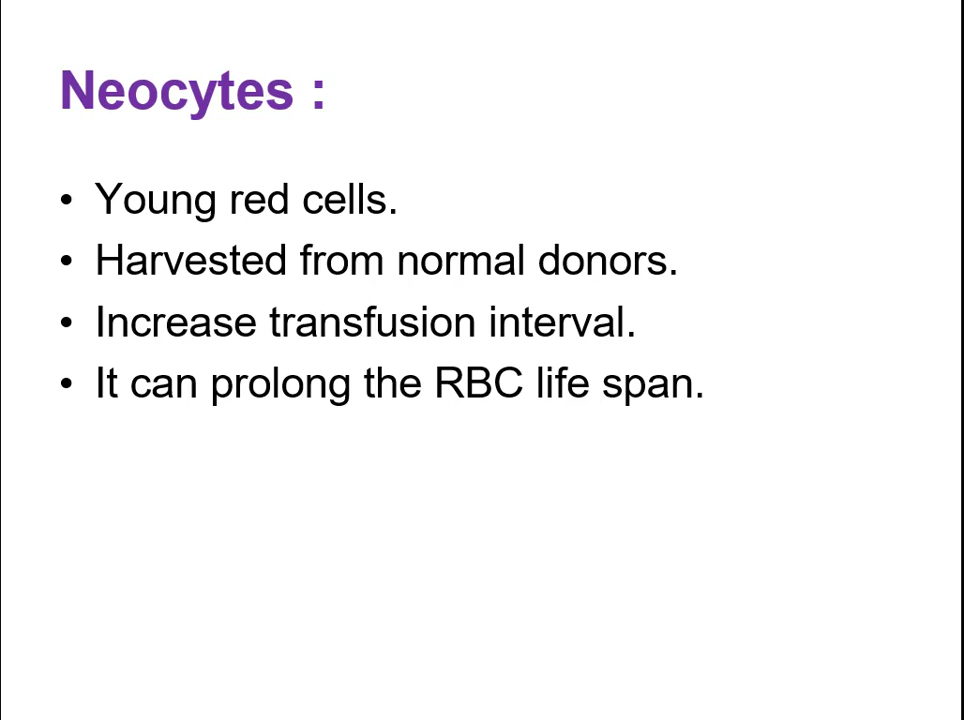 Neocytes :
• Young red cells.
• Harvested from normal donors.
• Increase transfusion interval.
• It can prolong the RBC life span.